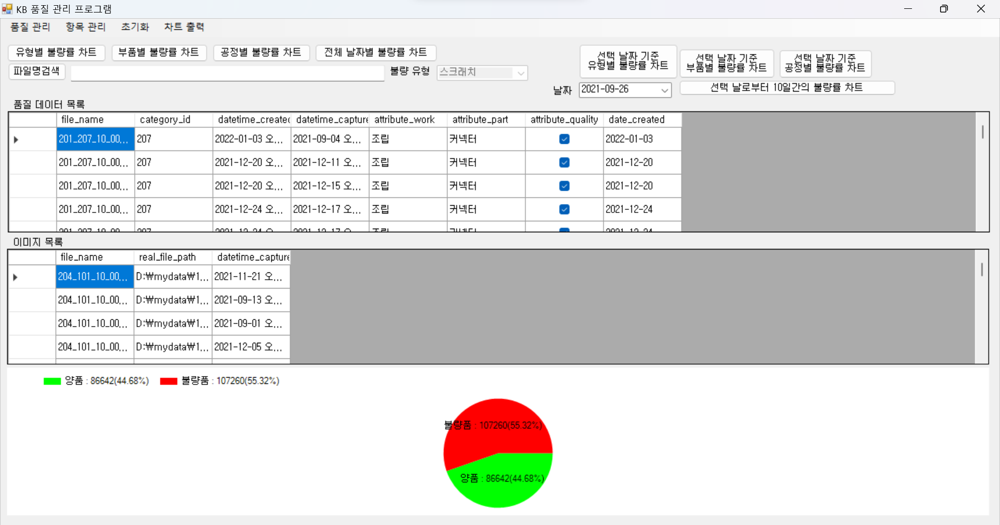 KB 품질 관리 프로그램
품질 관리 항목 관리 초기화 차트 출력
유형별 불량률 차트 부품별 불량률 차트 공정별 불량률 차트 전체 날짜별 불량률 차트
선택 날짜 기준
유형별 불량률 차트
선택 날짜 기준
부품별 불량률 차트
선택 날짜 기준
공정별 불량률 차트
파일명검색 불량 유형 스크래치
날짜 2021-09-26 선택 날로부터 10일간의 불량률 차트
품질 데이터 목록
file_name category_id datetime_created datetime_capture attribute_work attribute_part attribute_quality date_created
201_207_10_00,,, 207 2022-01-03 오,,, 2021-09-04 오,,, 조립 커넥터 2022-01-03
201_207_10_00,,, 207 2021-12-20 오,,, 2021-12-11 오,,, 조립 커넥터 2021-12-20
201_207_10_00,,, 207 2021-12-20 오,,, 2021-12-15 오,,, 조립 커넥터 2021-12-20
201_207_10_00,,, 207 2021-12-24 오,,, 2021-12-17 오,,, 조립 커넥터 2021-12-24
이미지 목록
file_name real_file_path datetime_capture
204_101_10_00,,, D:₩mydata₩1,,, 2021-11-21 오,,,
204_101_10_00,,, D:₩mydata₩1,,, 2021-09-13 오,,,
204_101_10_00,,, D:₩mydata₩1,,, 2021-09-01 오,,,
204_101_10_00,,, D:₩mydata₩1,,, 2021-12-05 오,,,
양품 : 86642(44.68%) 불량품 : 107260(55.32%)
불량품 : 107260(55.32%)
양품 : 86642(44.68%)